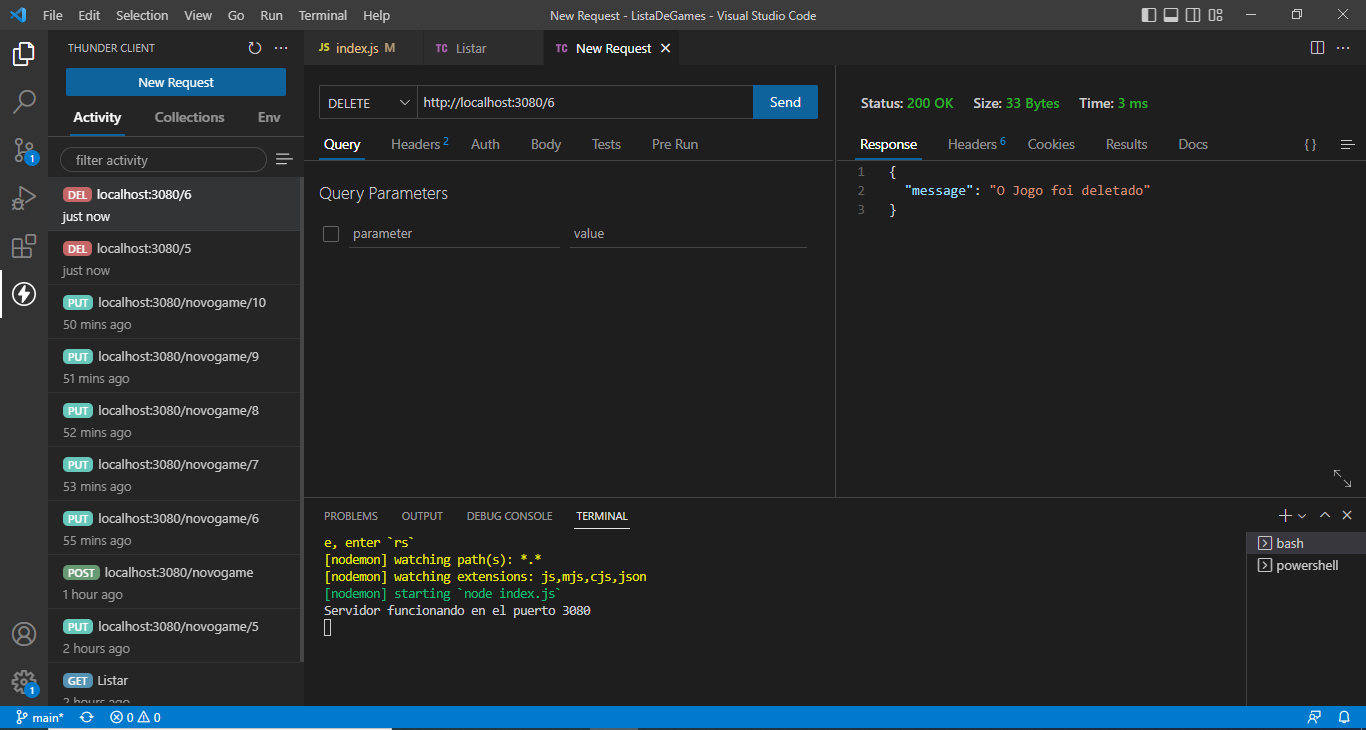 File Edit Selection View Go Run Terminal Help
New Request - ListaDeGames - Visual Studio Code
THUNDER CLIENT
New Request
Activity Collections Env
filter activity
DEL localhost:3080/6
just now
DEL localhost:3080/5
just now
PUT localhost:3080/novogame/10
50 mins ago
PUT localhost:3080/novogame/9
51 mins ago
PUT localhost:3080/novogame/8
52 mins ago
PUT localhost:3080/novogame/7
53 mins ago
PUT localhost:3080/novogame/6
55 mins ago
POST localhost:3080/novogame
1 hour ago
PUT localhost:3080/novogame/5
2 hours ago
GET Listar
2 hours ago
1
1
JS index.js M
TC Listar
TC New Request
DELETE http://localhost:3080/6 Send
Query Headers 2 Auth Body Tests Pre Run
Query Parameters
parameter value
Status: 200 OK Size: 33 Bytes Time: 3 ms
Response Headers 6 Cookies Results Docs { }
1 {
2 "message": "O Jogo foi deletado"
3 }
PROBLEMS OUTPUT DEBUG CONSOLE TERMINAL
e, enter `rs`
[nodemon] watching path(s): *.*
[nodemon] watching extensions: js,mjs,cjs,json
[nodemon] starting `node index.js`
Servidor funcionando en el puerto 3080
bash
powershell
main* 0 0